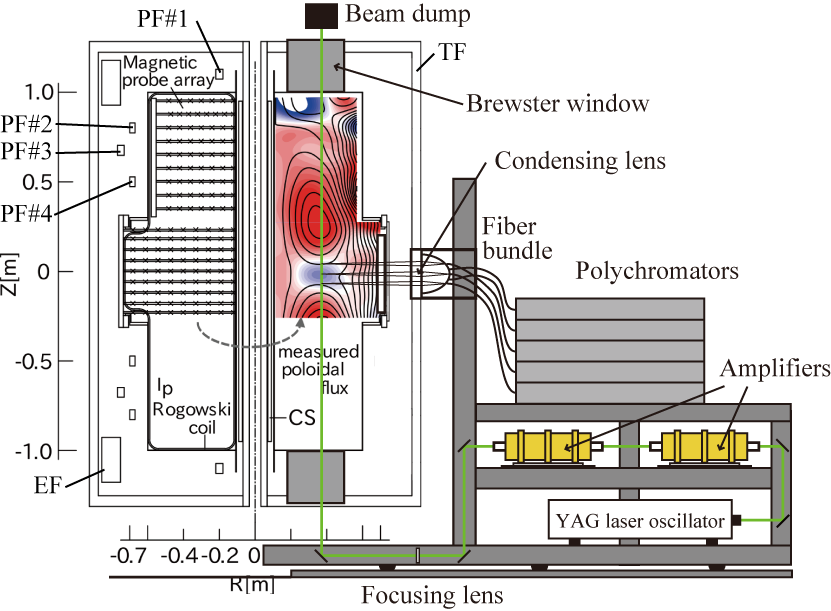 PF#1
Beam dump
Magnetic
probe array
TF
1.0
Brewster window
PF#2
PF#3
Condensing lens
0.5
PF#4
Fiber
bundle
Z[m]
0
Polychromators
-0.5
measured
poloidal
flux
Amplifiers
Ip
Rogowski
coil
CS
-1.0
EF
YAG laser oscillator
-0.7
-0.4
-0.2
0
R[m]
Focusing lens